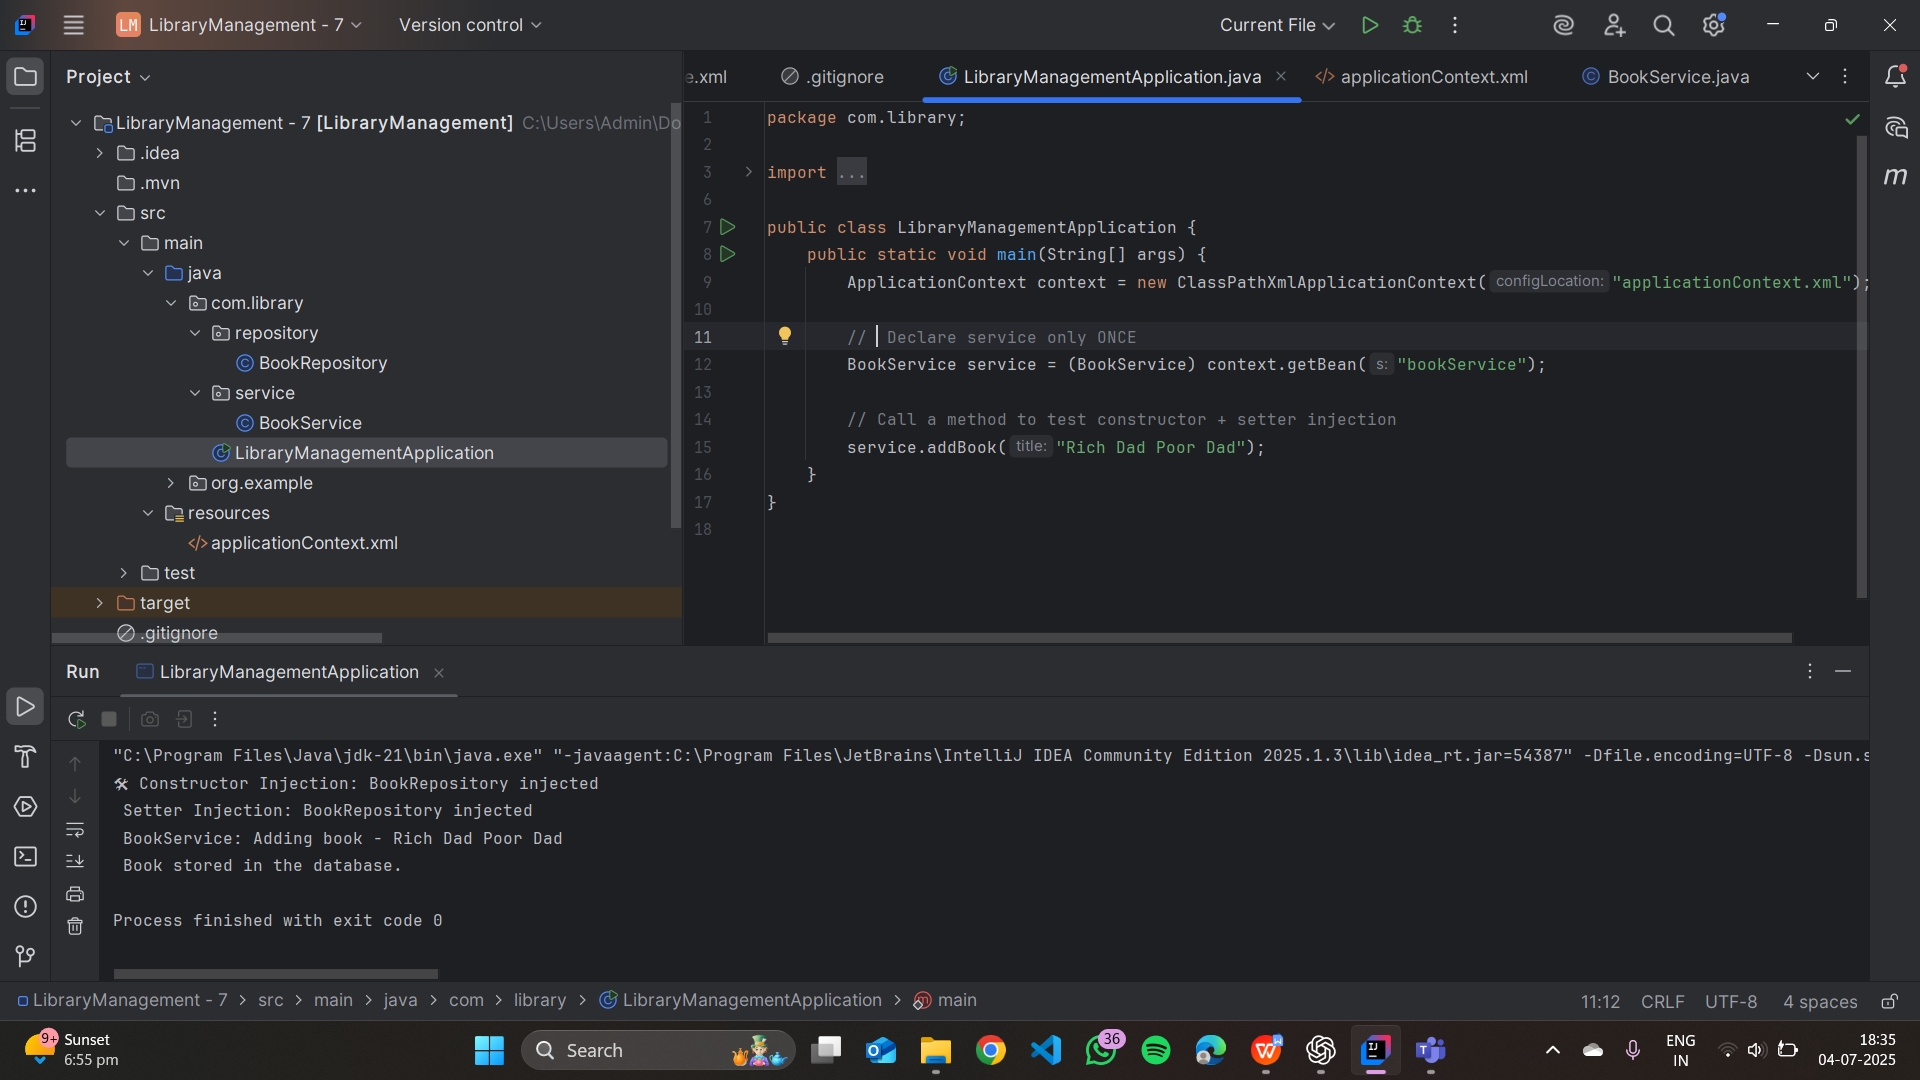 LM LibraryManagement - 7
Version control
Current File
Project
LibraryManagement - 7 [LibraryManagement] C:\Users\Admin\Do
.idea
.mvn
src
main
java
com.library
repository
BookRepository
service
BookService
LibraryManagementApplication
org.example
resources
applicationContext.xml
test
target
.gitignore
e.xml
.gitignore
LibraryManagementApplication.java
applicationContext.xml
BookService.java
1 package com.library;
2
3 import ...
6
7 public class LibraryManagementApplication {
8 public static void main(String[] args) {
9 ApplicationContext context = new ClassPathXmlApplicationContext( configLocation: "applicationContext.xml");
10
11 // Declare service only ONCE
12 BookService service = (BookService) context.getBean( s: "bookService");
13
14 // Call a method to test constructor + setter injection
15 service.addBook( title: "Rich Dad Poor Dad");
16 }
17 }
18
Run
LibraryManagementApplication
"C:\Program Files\Java\jdk-21\bin\java.exe" "-javaagent:C:\Program Files\JetBrains\IntelliJ IDEA Community Edition 2025.1.3\lib\idea_rt.jar=54387" -Dfile.encoding=UTF-8 -Dsun.s
🛠 Constructor Injection: BookRepository injected
Setter Injection: BookRepository injected
BookService: Adding book - Rich Dad Poor Dad
Book stored in the database.
Process finished with exit code 0
LibraryManagement - 7 > src > main > java > com > library > LibraryManagementApplication > main
11:12 CRLF UTF-8 4 spaces
9+
Sunset
6:55 pm
Search
36
ENG
IN
18:35
04-07-2025